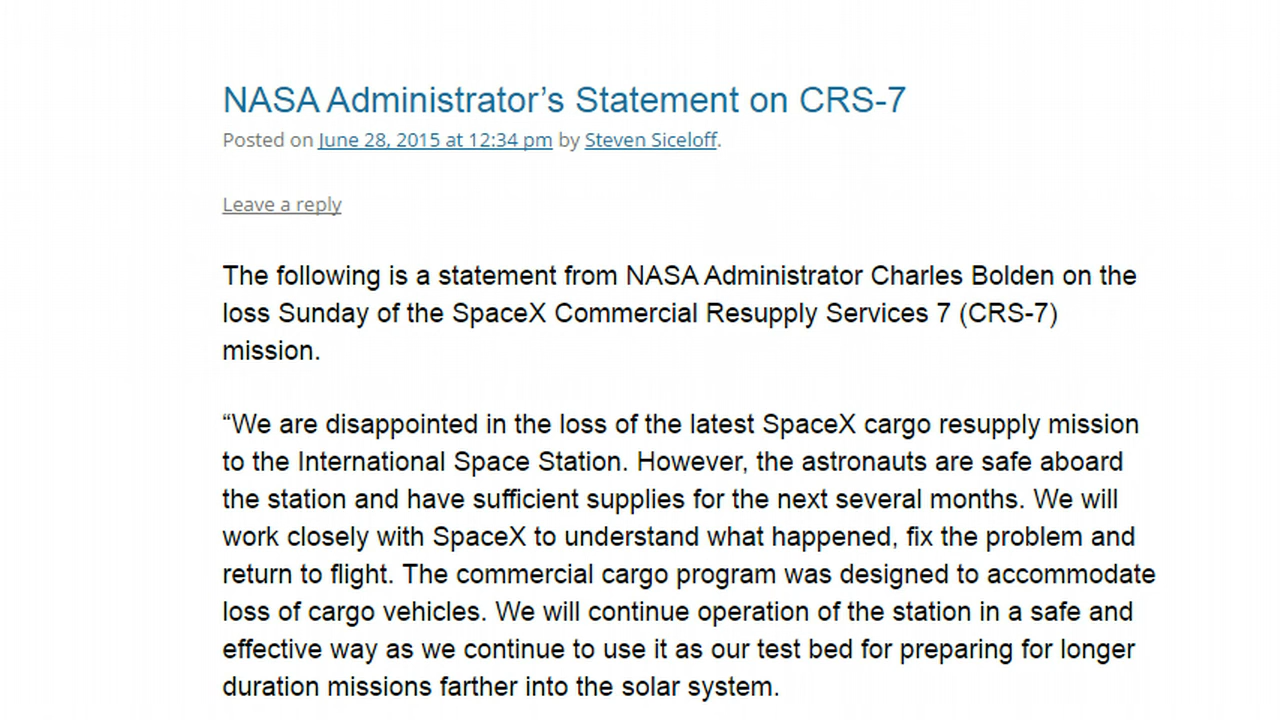 NASA Administrator’s Statement on CRS-7
Posted on June 28, 2015 at 12:34 pm by Steven Siceloff.
Leave a reply
The following is a statement from NASA Administrator Charles Bolden on the
loss Sunday of the SpaceX Commercial Resupply Services 7 (CRS-7)
mission.
“We are disappointed in the loss of the latest SpaceX cargo resupply mission
to the International Space Station. However, the astronauts are safe aboard
the station and have sufficient supplies for the next several months. We will
work closely with SpaceX to understand what happened, fix the problem and
return to flight. The commercial cargo program was designed to accommodate
loss of cargo vehicles. We will continue operation of the station in a safe and
effective way as we continue to use it as our test bed for preparing for longer
duration missions farther into the solar system.